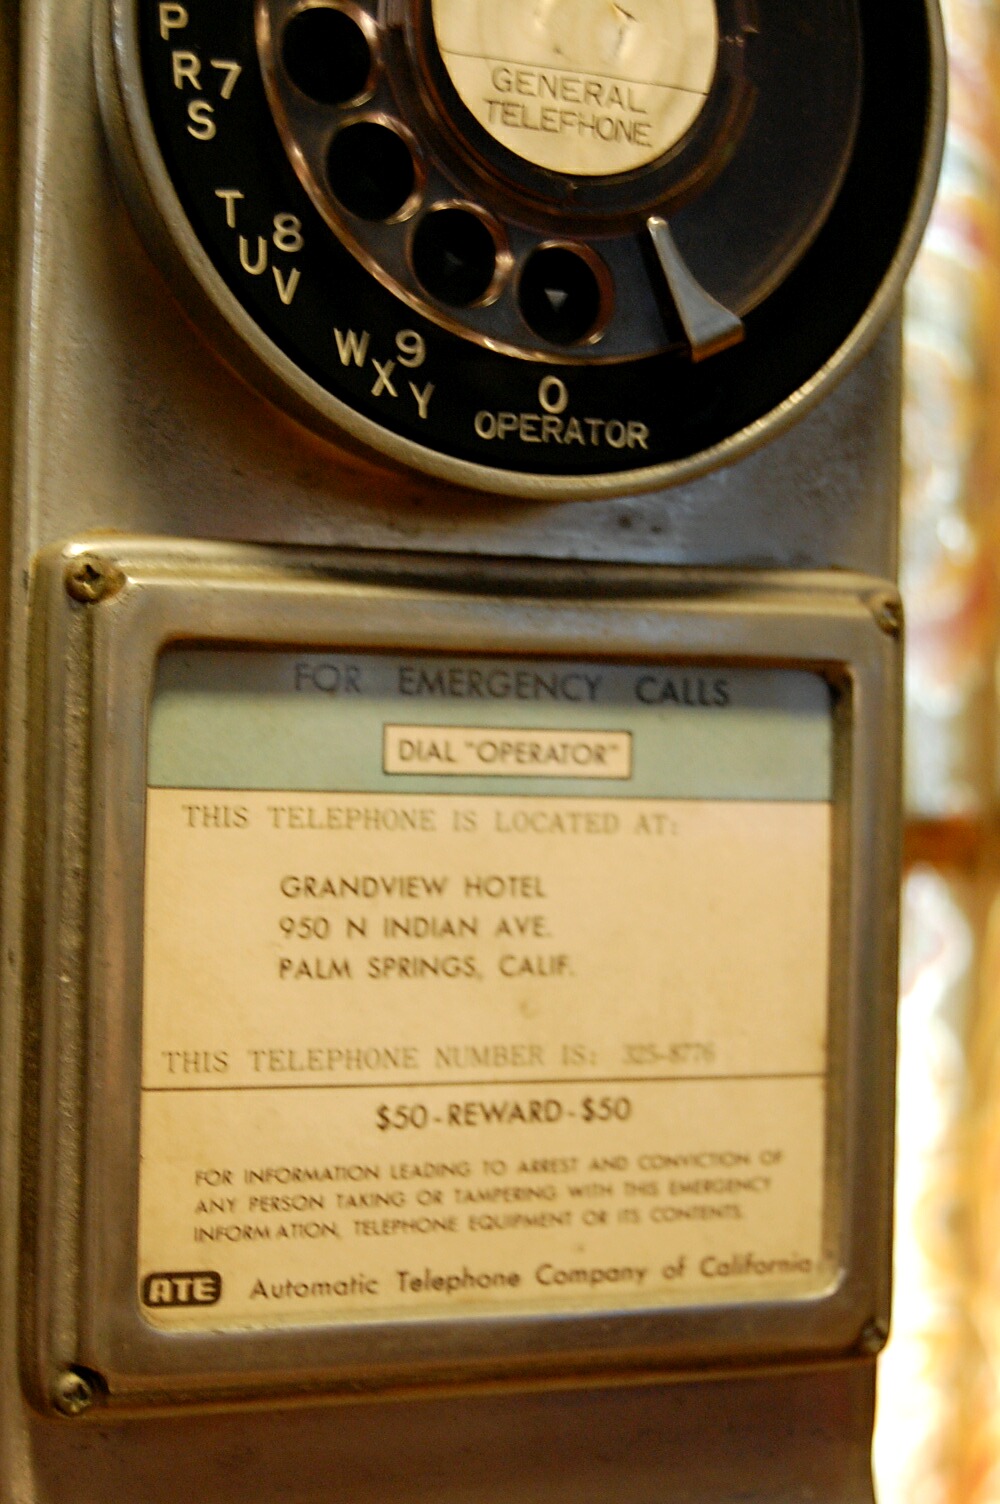 P
R 7
S
GENERAL
TELEPHONE
T 8
U V
W 9
X Y
0
OPERATOR
FOR EMERGENCY CALLS
DIAL "OPERATOR"
THIS TELEPHONE IS LOCATED AT:
GRANDVIEW HOTEL
950 N INDIAN AVE.
PALM SPRINGS, CALIF.
THIS TELEPHONE NUMBER IS: 325-8776
$50-REWARD-$50
FOR INFORMATION LEADING TO ARREST AND CONVICTION OF
ANY PERSON TAKING OR TAMPERING WITH THIS EMERGENCY
INFORMATION, TELEPHONE EQUIPMENT OR ITS CONTENTS.
ATE Automatic Telephone Company of California